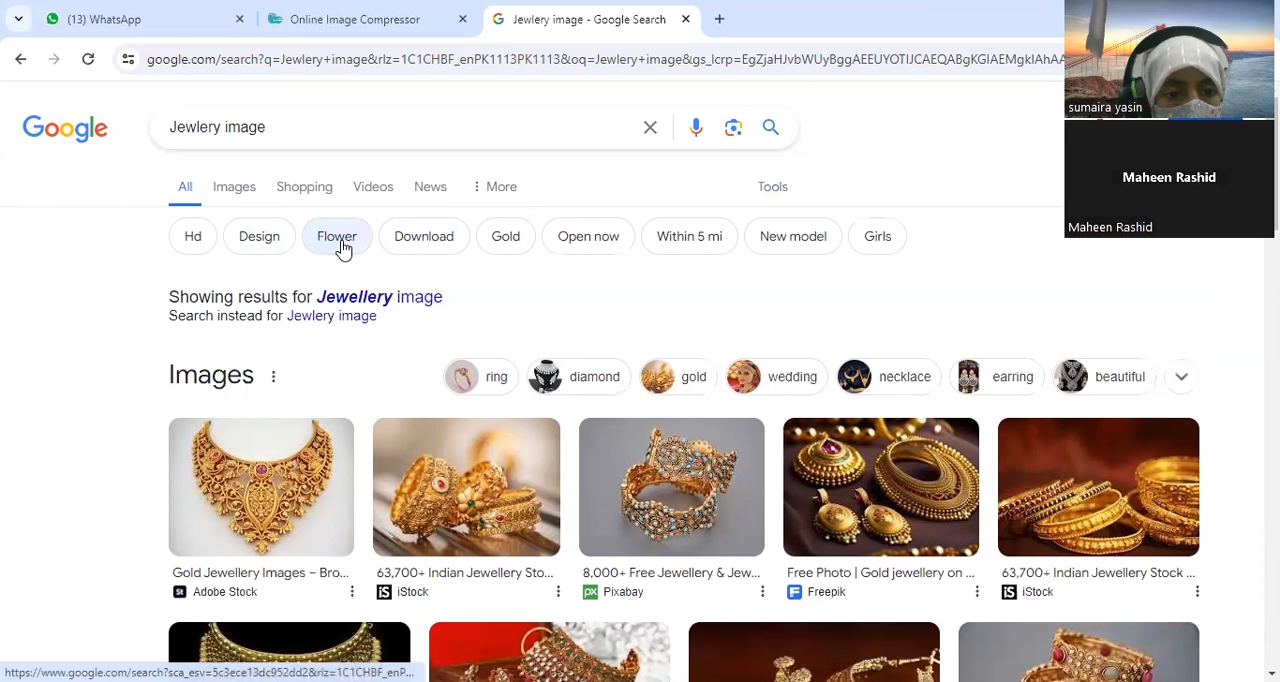 (13) WhatsApp
Online Image Compressor
Jewlery image - Google Search
google.com/search?q=Jewlery+image&rlz=1C1CHBF_enPK1113PK1113&oq=Jewlery+image&gs_lcrp=EgZjaHJvbWUyBggAEEUYOTIJCAEQABgKGIAEMgkIAhAA
sumaira yasin
Maheen Rashid
Maheen Rashid
Google
Jewlery image
All Images Shopping Videos News More Tools
Hd Design Flower Download Gold Open now Within 5 mi New model Girls
Showing results for Jewellery image
Search instead for Jewlery image
Images
ring diamond gold wedding necklace earring beautiful
Gold Jewellery Images – Bro...
St Adobe Stock
63,700+ Indian Jewellery Sto...
iS iStock
8,000+ Free Jewellery & Jew...
px Pixabay
Free Photo | Gold jewellery on ...
Freepik
63,700+ Indian Jewellery Stock ...
iS iStock
https://www.google.com/search?sca_esv=5c3ece13dc952dd2&rlz=1C1CHBF_enP...